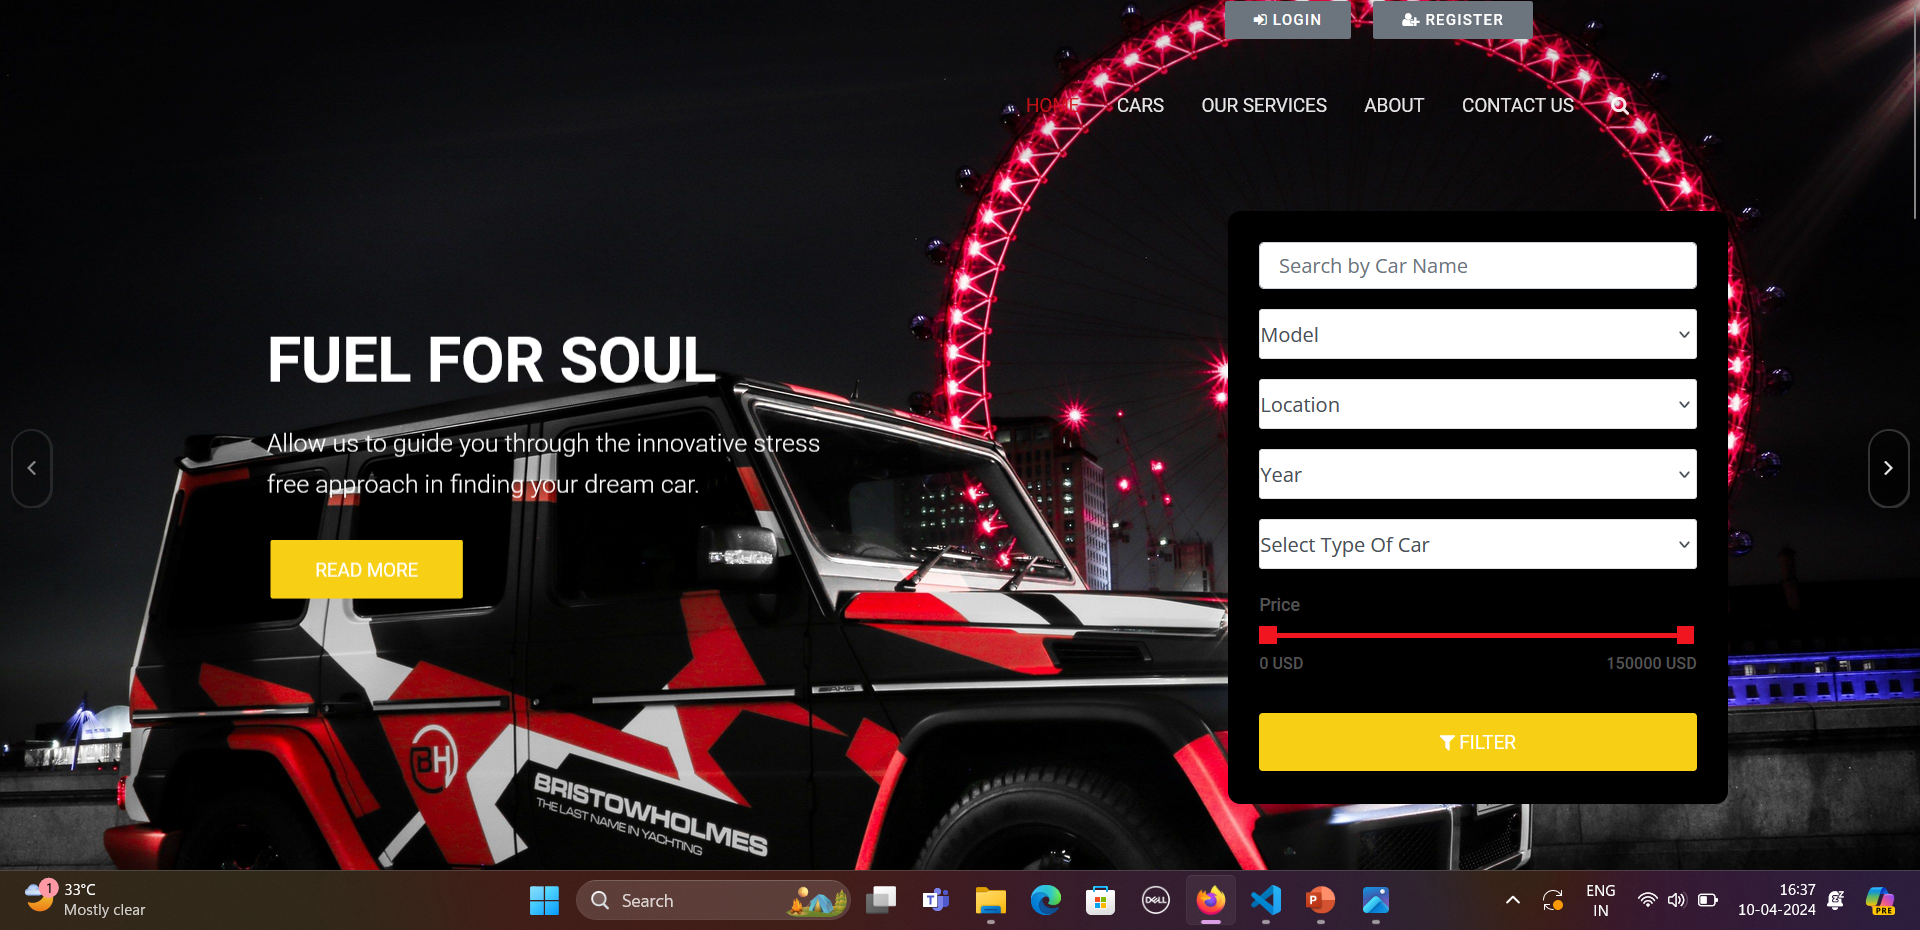 LOGIN
REGISTER
HOME
CARS
OUR SERVICES
ABOUT
CONTACT US
Search by Car Name
Model
Location
Year
Select Type Of Car
Price
0 USD
150000 USD
FILTER
FUEL FOR SOUL
Allow us to guide you through the innovative stress
free approach in finding your dream car.
READ MORE
AMG
BH
BRISTOWHOLMES
THE LAST NAME IN YACHTING
1
33°C
Mostly clear
Search
T
DELL
P
ENG
IN
16:37
10-04-2024
PRE